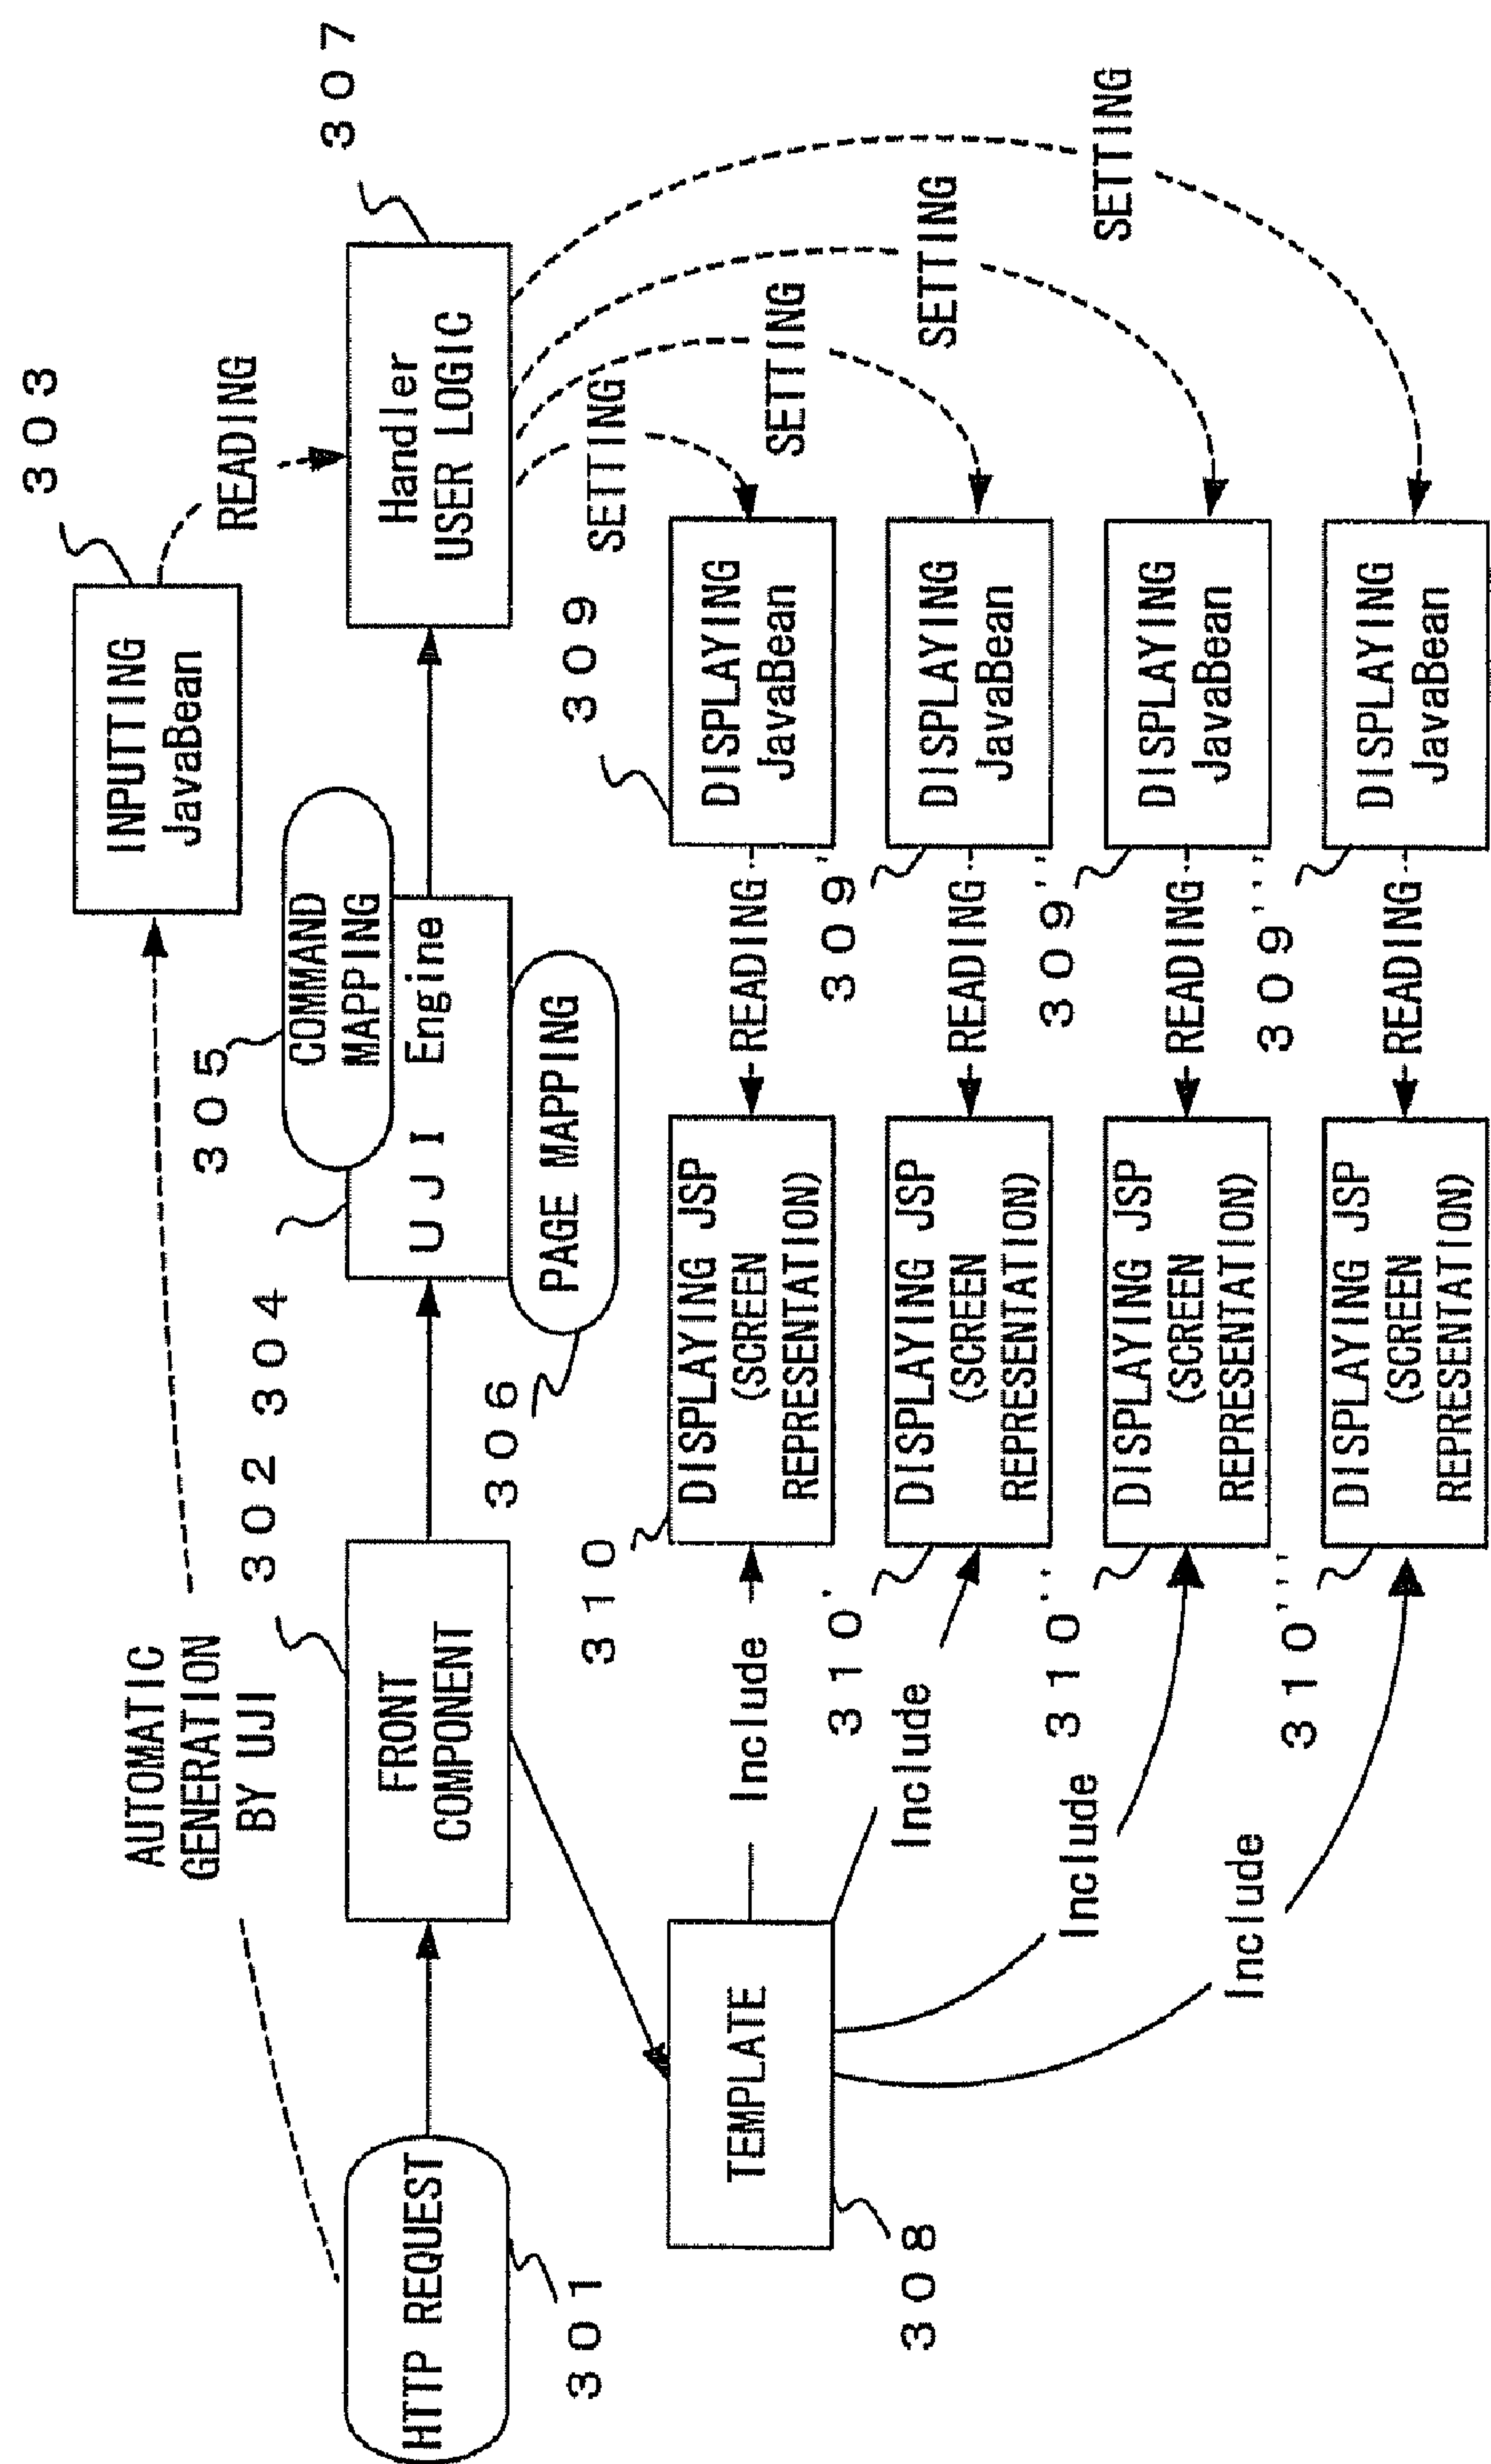 303
INPUTTING
JavaBean
READING
AUTOMATIC
GENERATION
BY UJI
305
COMMAND
MAPPING
307
302
304
HTTP REQUEST
FRONT
COMPONENT
UJI Engine
Handler
USER LOGIC
301
306
PAGE MAPPING
309
SETTING
SETTING
SETTING
SETTING
308
TEMPLATE
310
Include
DISPLAYING JSP
(SCREEN
REPRESENTATION)
READING
DISPLAYING
JavaBean
310'
Include
DISPLAYING JSP
(SCREEN
REPRESENTATION)
READING
309'
DISPLAYING
JavaBean
310''
Include
DISPLAYING JSP
(SCREEN
REPRESENTATION)
READING
309''
DISPLAYING
JavaBean
310'''
Include
DISPLAYING JSP
(SCREEN
REPRESENTATION)
READING
309'''
DISPLAYING
JavaBean